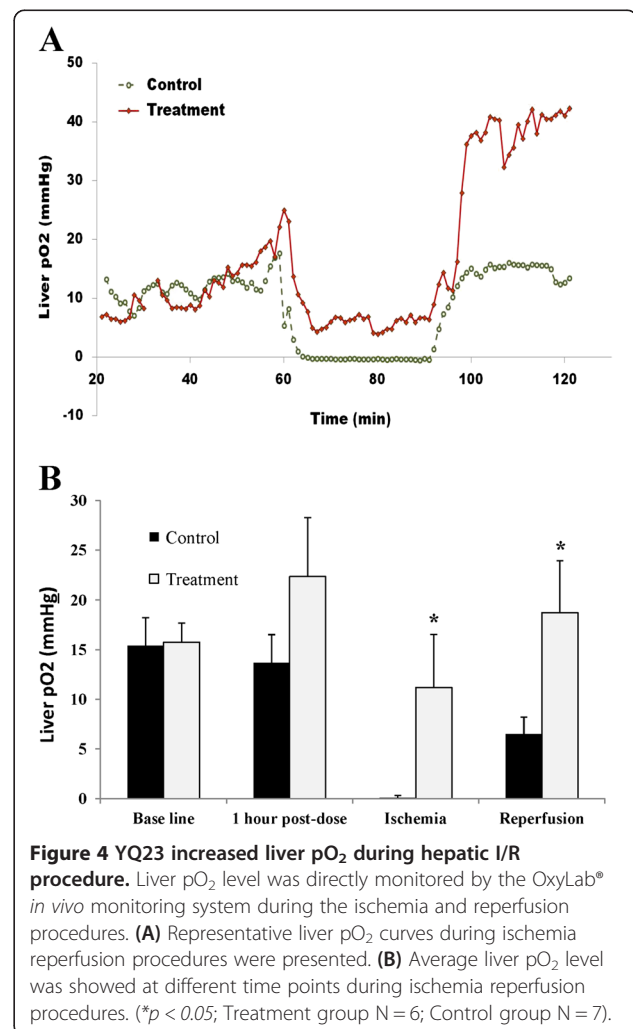 A
50
40
30
20
10
0
-10
Liver pO2 (mmHg)
Control
Treatment
20 40 60 80 100 120
Time (min)
B
30
25
20
15
10
5
0
Liver pO2 (mmHg)
Control
Treatment
*
*
Base line 1 hour post-dose Ischemia Reperfusion
Figure 4 YQ23 increased liver pO₂ during hepatic I/R
procedure. Liver pO₂ level was directly monitored by the OxyLab®
in vivo monitoring system during the ischemia and reperfusion
procedures. (A) Representative liver pO₂ curves during ischemia
reperfusion procedures were presented. (B) Average liver pO₂ level
was showed at different time points during ischemia reperfusion
procedures. (*p < 0.05; Treatment group N = 6; Control group N = 7).